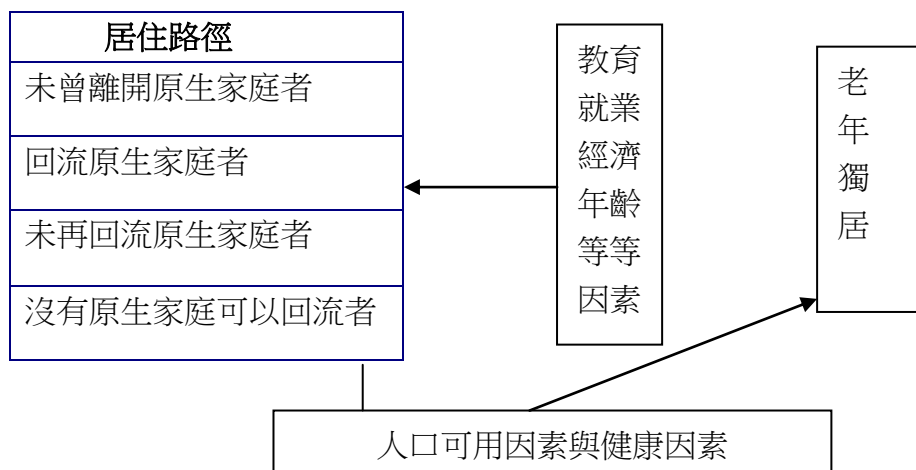 居住路徑
未曾離開原生家庭者
回流原生家庭者
未再回流原生家庭者
沒有原生家庭可以回流者
教育
就業
經濟
年齡
等等
因素
老
年
獨
居
人口可用因素與健康因素